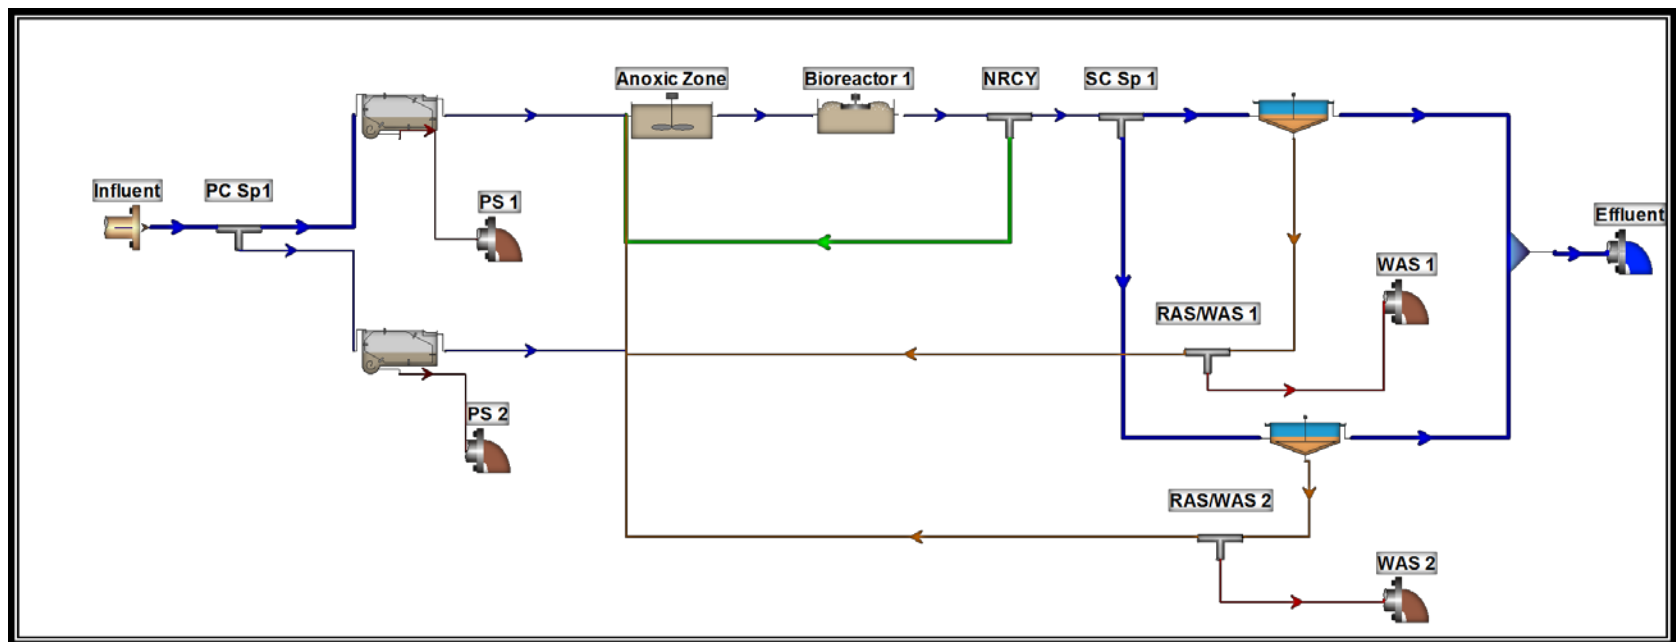 Anoxic Zone
Bioreactor 1
NRCY
SC Sp 1
Influent
PC Sp1
PS 1
Effluent
WAS 1
RAS/WAS 1
PS 2
RAS/WAS 2
WAS 2